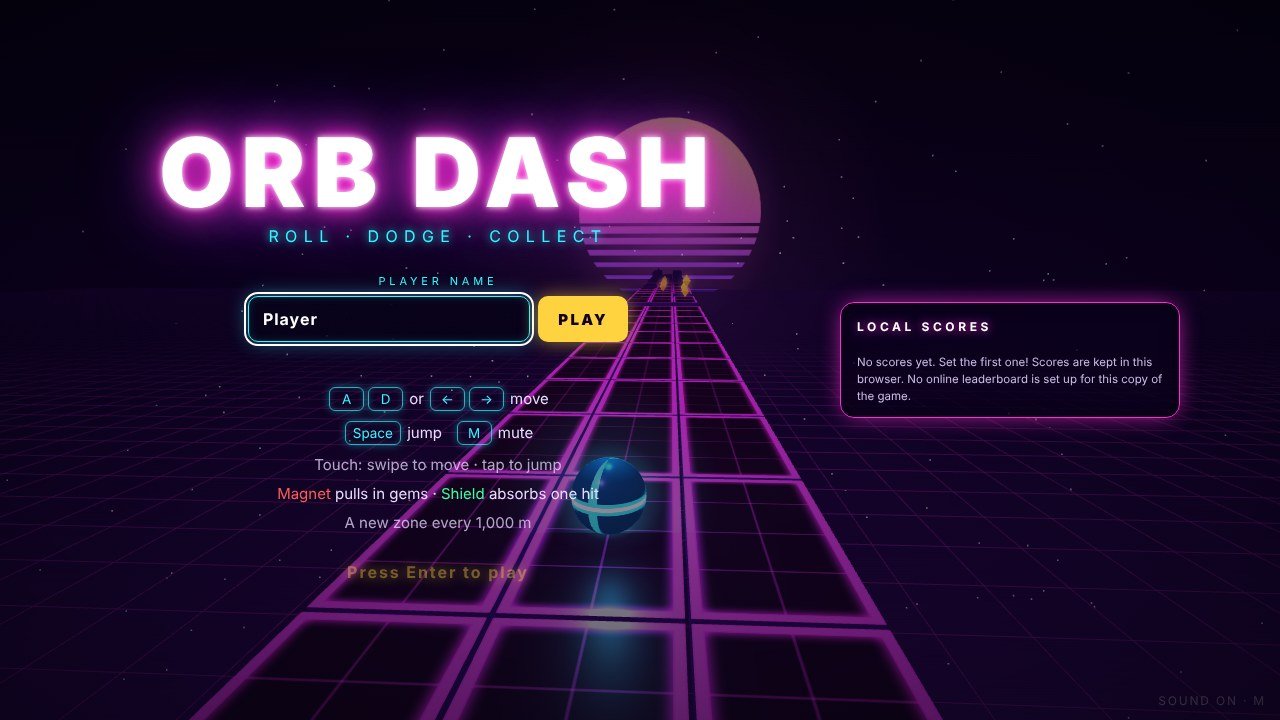 ORB DASH
ROLL · DODGE · COLLECT
PLAYER NAME
Player
PLAY
A D or ← → move
Space jump M mute
Touch: swipe to move · tap to jump
Magnet pulls in gems · Shield absorbs one hit
A new zone every 1,000 m
Press Enter to play
LOCAL SCORES
No scores yet. Set the first one! Scores are kept in this
browser. No online leaderboard is set up for this copy of
the game.
SOUND ON · M